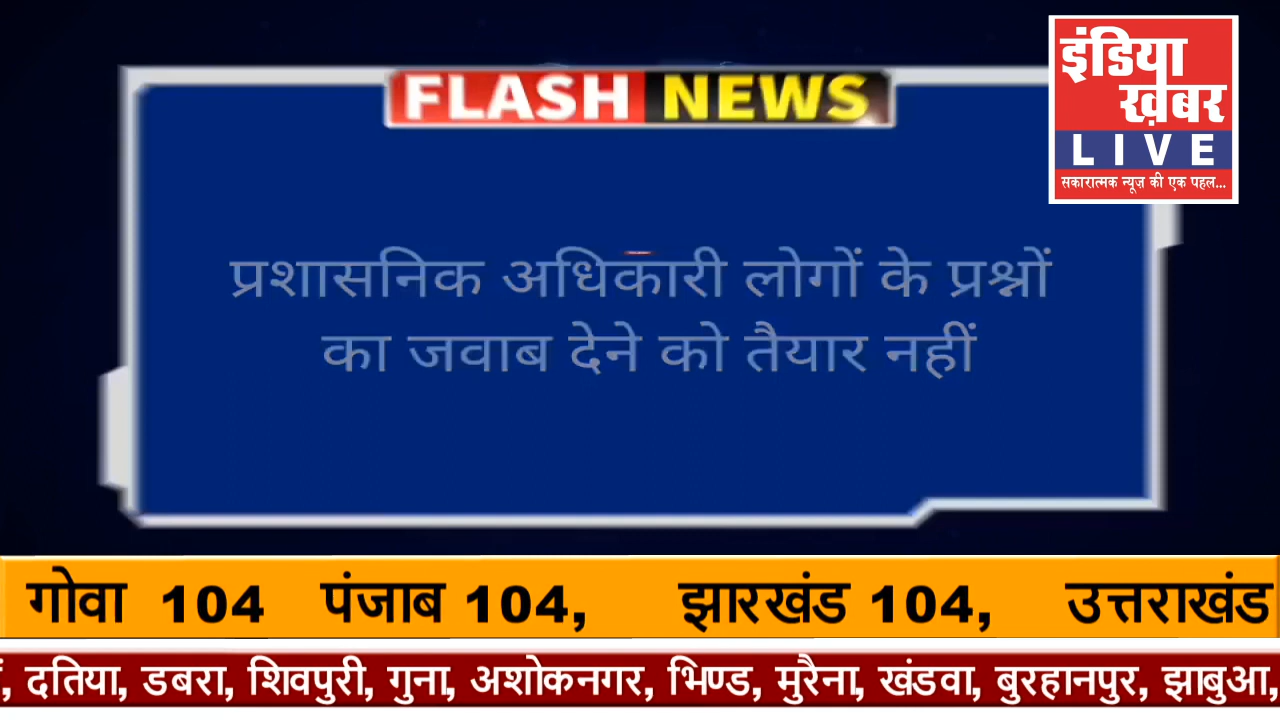 इंडिया
ख़बर
LIVE
सकारात्मक न्यूज़ की एक पहल...
FLASH NEWS
प्रशासनिक अधिकारी लोगों के प्रश्नों
का जवाब देने को तैयार नहीं
गोवा 104 पंजाब 104, झारखंड 104, उत्तराखंड
, दतिया, डबरा, शिवपुरी, गुना, अशोकनगर, भिण्ड, मुरैना, खंडवा, बुरहानपुर, झाबुआ,